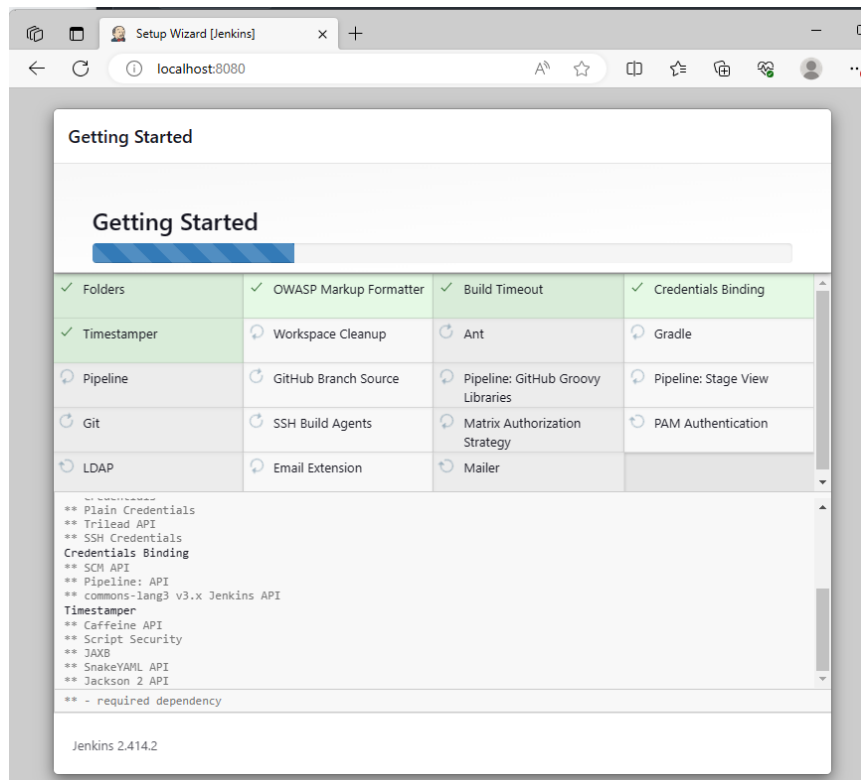 Setup Wizard [Jenkins]
localhost:8080
Getting Started
Getting Started
Folders
OWASP Markup Formatter
Build Timeout
Credentials Binding
Timestamper
Workspace Cleanup
Ant
Gradle
Pipeline
GitHub Branch Source
Pipeline: GitHub Groovy
Libraries
Pipeline: Stage View
Git
SSH Build Agents
Matrix Authorization
Strategy
PAM Authentication
LDAP
Email Extension
Mailer
** Plain Credentials
** Trilead API
** SSH Credentials
Credentials Binding
** SCM API
** Pipeline: API
** commons-lang3 v3.x Jenkins API
Timestamper
** Caffeine API
** Script Security
** JAXB
** SnakeYAML API
** Jackson 2 API
** - required dependency
Jenkins 2.414.2